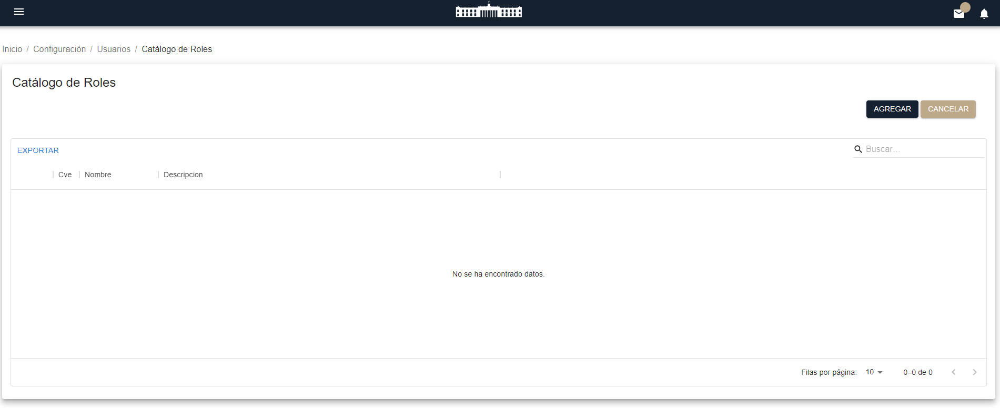 Inicio / Configuración / Usuarios / Catálogo de Roles
Catálogo de Roles
AGREGAR CANCELAR
EXPORTAR Buscar...
Cve Nombre Descripcion
No se ha encontrado datos.
Filas por página: 10 0–0 de 0